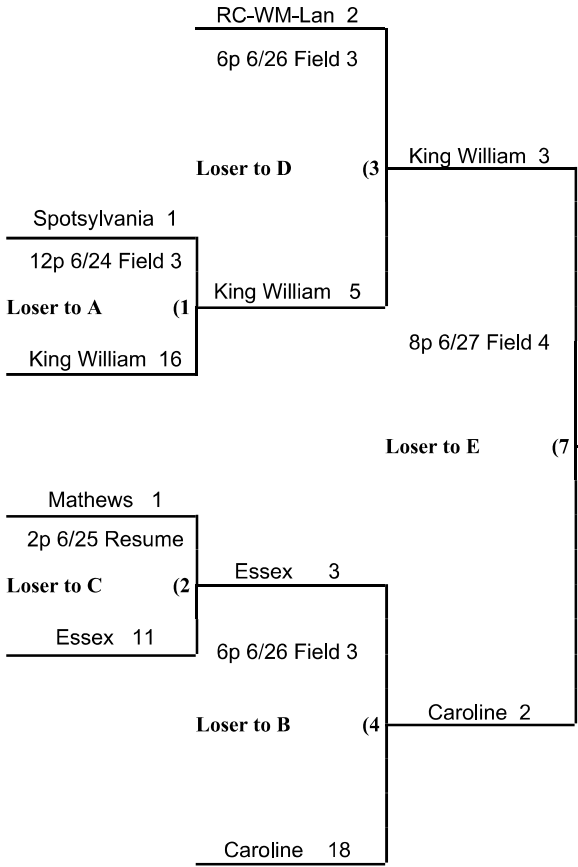 RC-WM-Lan 2
6p 6/26 Field 3
Loser to D (3 King William 3
Spotsylvania 1
12p 6/24 Field 3
Loser to A (1 King William 5
8p 6/27 Field 4
King William 16
Loser to E (7
Mathews 1
2p 6/25 Resume
Loser to C (2 Essex 3
Essex 11
6p 6/26 Field 3
Loser to B (4 Caroline 2
Caroline 18